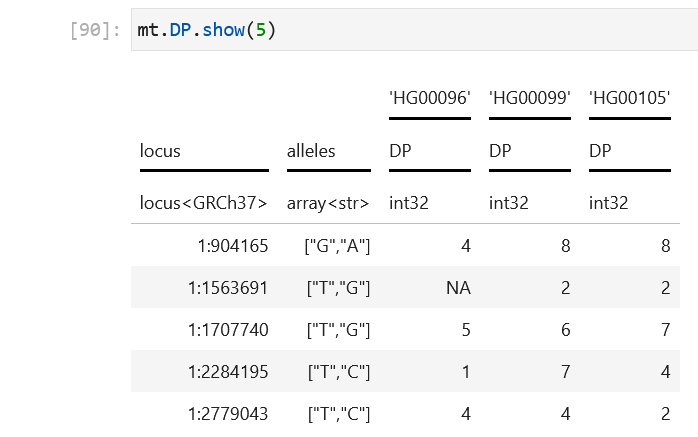 [90]: mt.DP.show(5)
'HG00096' 'HG00099' 'HG00105'
locus alleles DP DP DP
locus<GRCh37> array<str> int32 int32 int32
1:904165 ["G","A"] 4 8 8
1:1563691 ["T","G"] NA 2 2
1:1707740 ["T","G"] 5 6 7
1:2284195 ["T","C"] 1 7 4
1:2779043 ["T","C"] 4 4 2